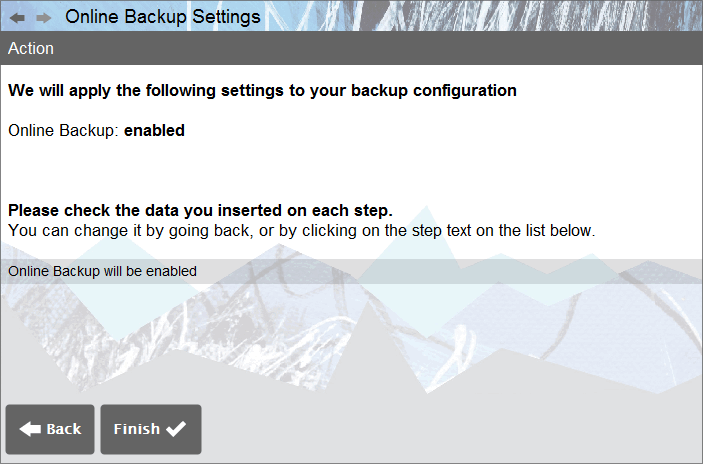 Online Backup Settings
Action
We will apply the following settings to your backup configuration
Online Backup: enabled
Please check the data you inserted on each step.
You can change it by going back, or by clicking on the step text on the list below.
Online Backup will be enabled
Back
Finish